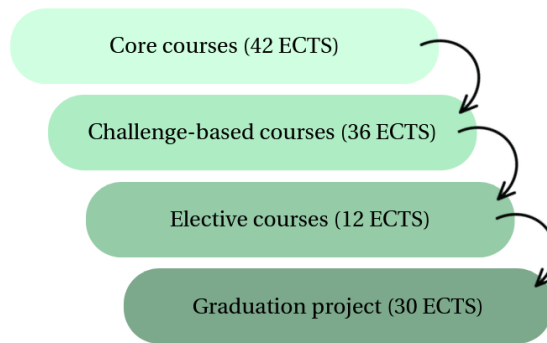 Core courses (42 ECTS)
Challenge-based courses (36 ECTS)
Elective courses (12 ECTS)
Graduation project (30 ECTS)